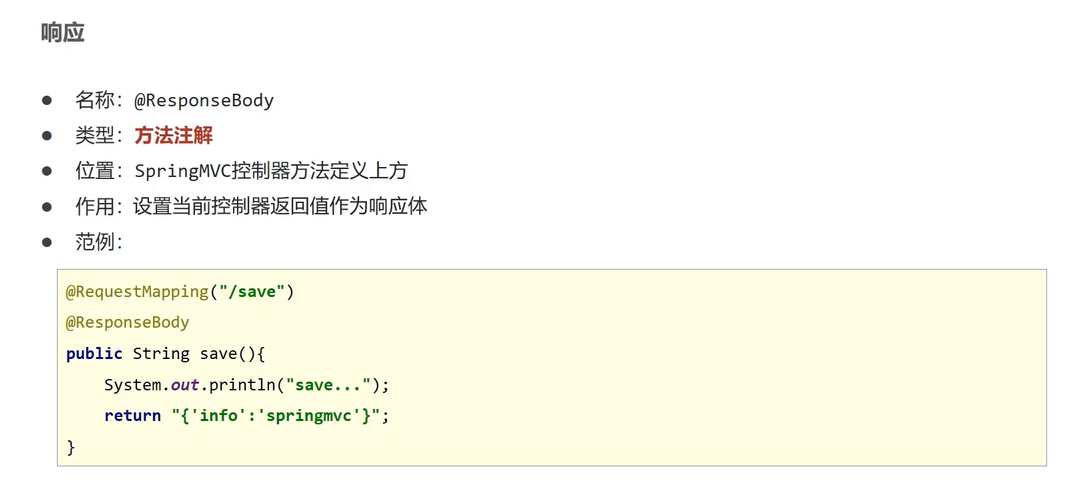 响应
● 名称：@ResponseBody
● 类型：方法注解
● 位置：SpringMVC控制器方法定义上方
● 作用：设置当前控制器返回值作为响应体
● 范例：
@RequestMapping("/save")
@ResponseBody
public String save(){
    System.out.println("save...");
    return "{'info':'springmvc'}";
}